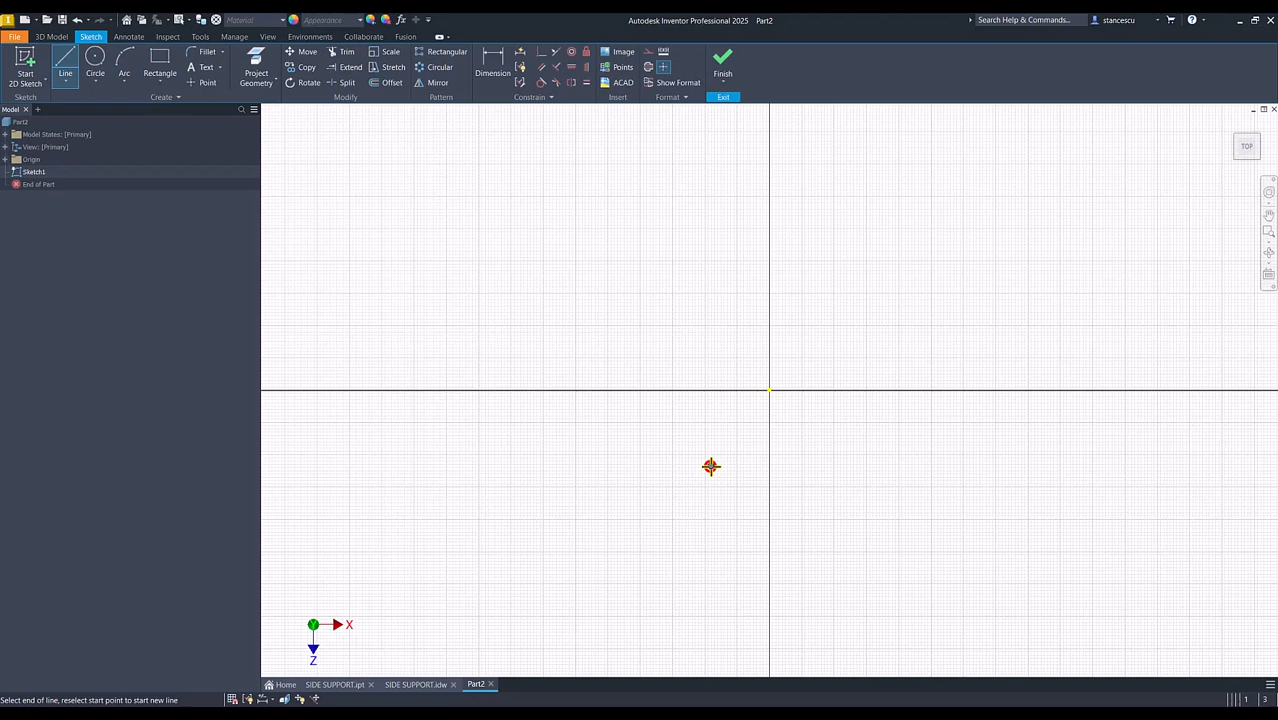 Material
Appearance
Autodesk Inventor Professional 2025 Part2
Search Help & Commands...
stancescu
File
3D Model
Sketch
Annotate
Inspect
Tools
Manage
View
Environments
Collaborate
Fusion
Start
2D Sketch
Line
Circle
Arc
Rectangle
Fillet
Text
Point
Project
Geometry
Move
Copy
Rotate
Trim
Extend
Split
Scale
Stretch
Offset
Rectangular
Circular
Mirror
Dimension
Image
Points
ACAD
Show Format
Finish
Sketch
Create
Modify
Pattern
Constrain
Insert
Format
Exit
Model
Part2
Model States: [Primary]
View: [Primary]
Origin
Sketch1
End of Part
TOP
X
Y
Z
Home
SIDE SUPPORT.ipt
SIDE SUPPORT.idw
Part2
Select end of line, reselect start point to start new line
1
3